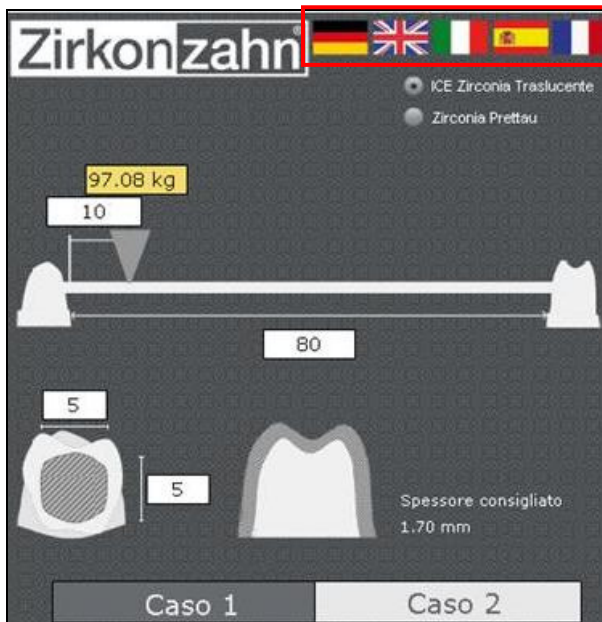 Zirkonzahn®
ICE Zirconia Traslucente
Zirconia Prettau
97.08 kg
10
80
5
5
Spessore consigliato
1.70 mm
Caso 1
Caso 2